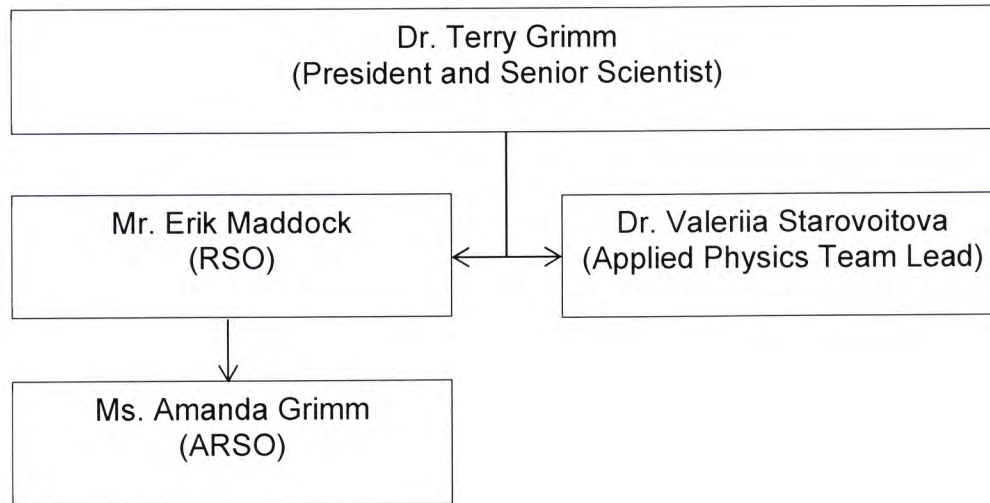 Dr. Terry Grimm
(President and Senior Scientist)
Mr. Erik Maddock
(RSO)
Dr. Valeriia Starovoitova
(Applied Physics Team Lead)
Ms. Amanda Grimm
(ARSO)